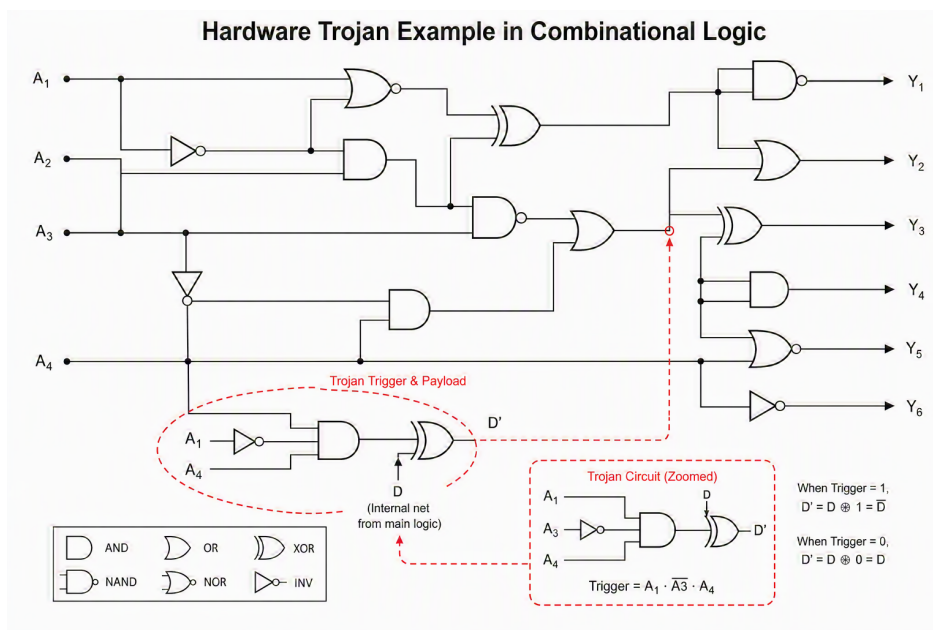 Hardware Trojan Example in Combinational Logic
A₁
A₂
A₃
A₄
Y₁
Y₂
Y₃
Y₄
Y₅
Y₆
Trojan Trigger & Payload
A₁
A₄
D'
D
(Internal net
from main logic)
Trojan Circuit (Zoomed)
A₁
A₃
A₄
D
D'
Trigger = A₁ · A̅3̅ · A₄
When Trigger = 1,
D' = D ⊛ 1 = D̅
When Trigger = 0,
D' = D ⊛ 0 = D
AND OR XOR
NAND NOR INV